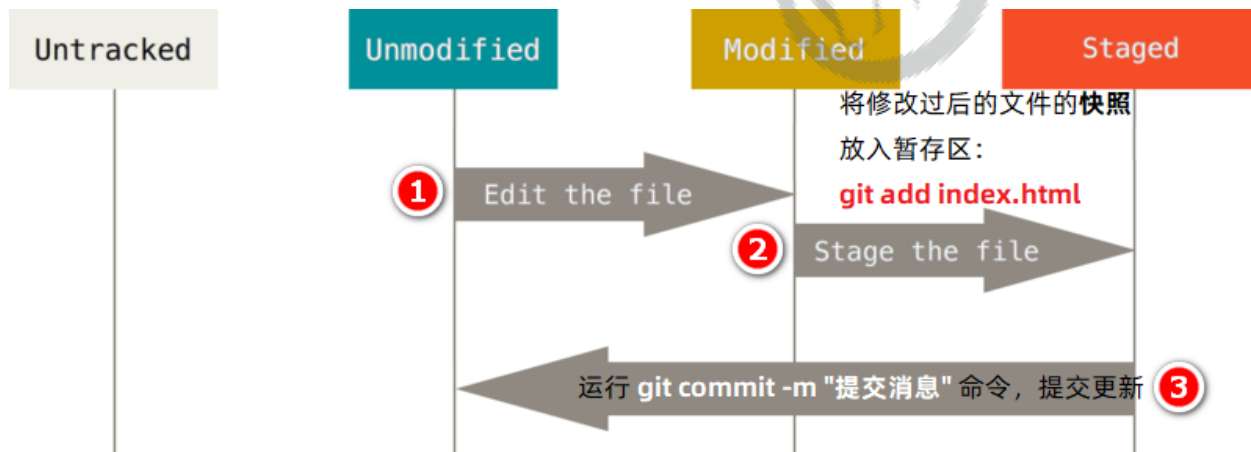 Untracked
Unmodified
Modified
Staged
将修改过后的文件的快照
放入暂存区：
git add index.html
1
Edit the file
2
Stage the file
运行 git commit -m "提交消息" 命令，提交更新
3